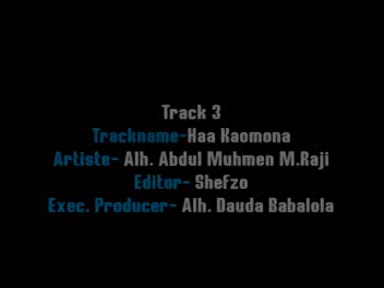 Track 3
Trackname-Haa Kaomona
Artiste- Alh. Abdul Muhmen M.Raji
Editor- Shefzo
Exec. Producer- Alh. Dauda Babalola